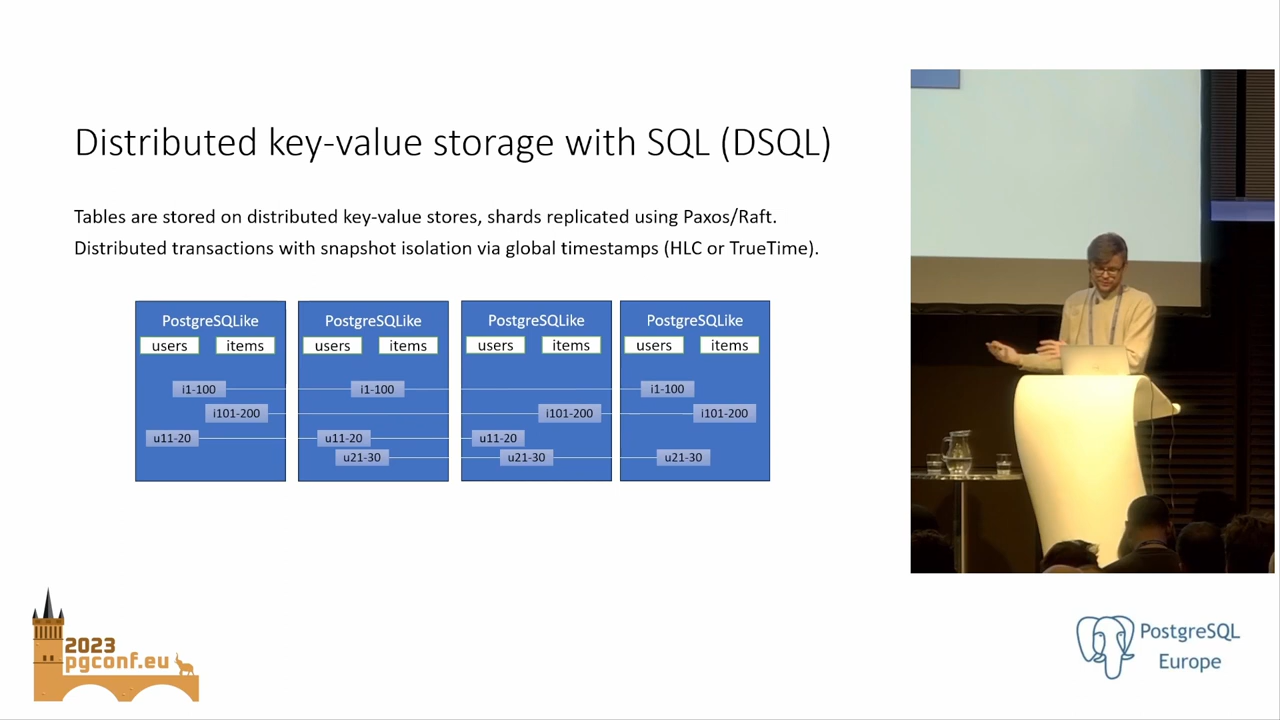 Distributed key-value storage with SQL (DSQL)
Tables are stored on distributed key-value stores, shards replicated using Paxos/Raft.
Distributed transactions with snapshot isolation via global timestamps (HLC or TrueTime).
PostgreSQLike PostgreSQLike PostgreSQLike PostgreSQLike
users items users items users items users items
i1-100 i1-100 i1-100
i101-200 i101-200 i101-200
u11-20 u11-20 u11-20
u21-30 u21-30 u21-30
2023
pgconf.eu
PostgreSQL
Europe